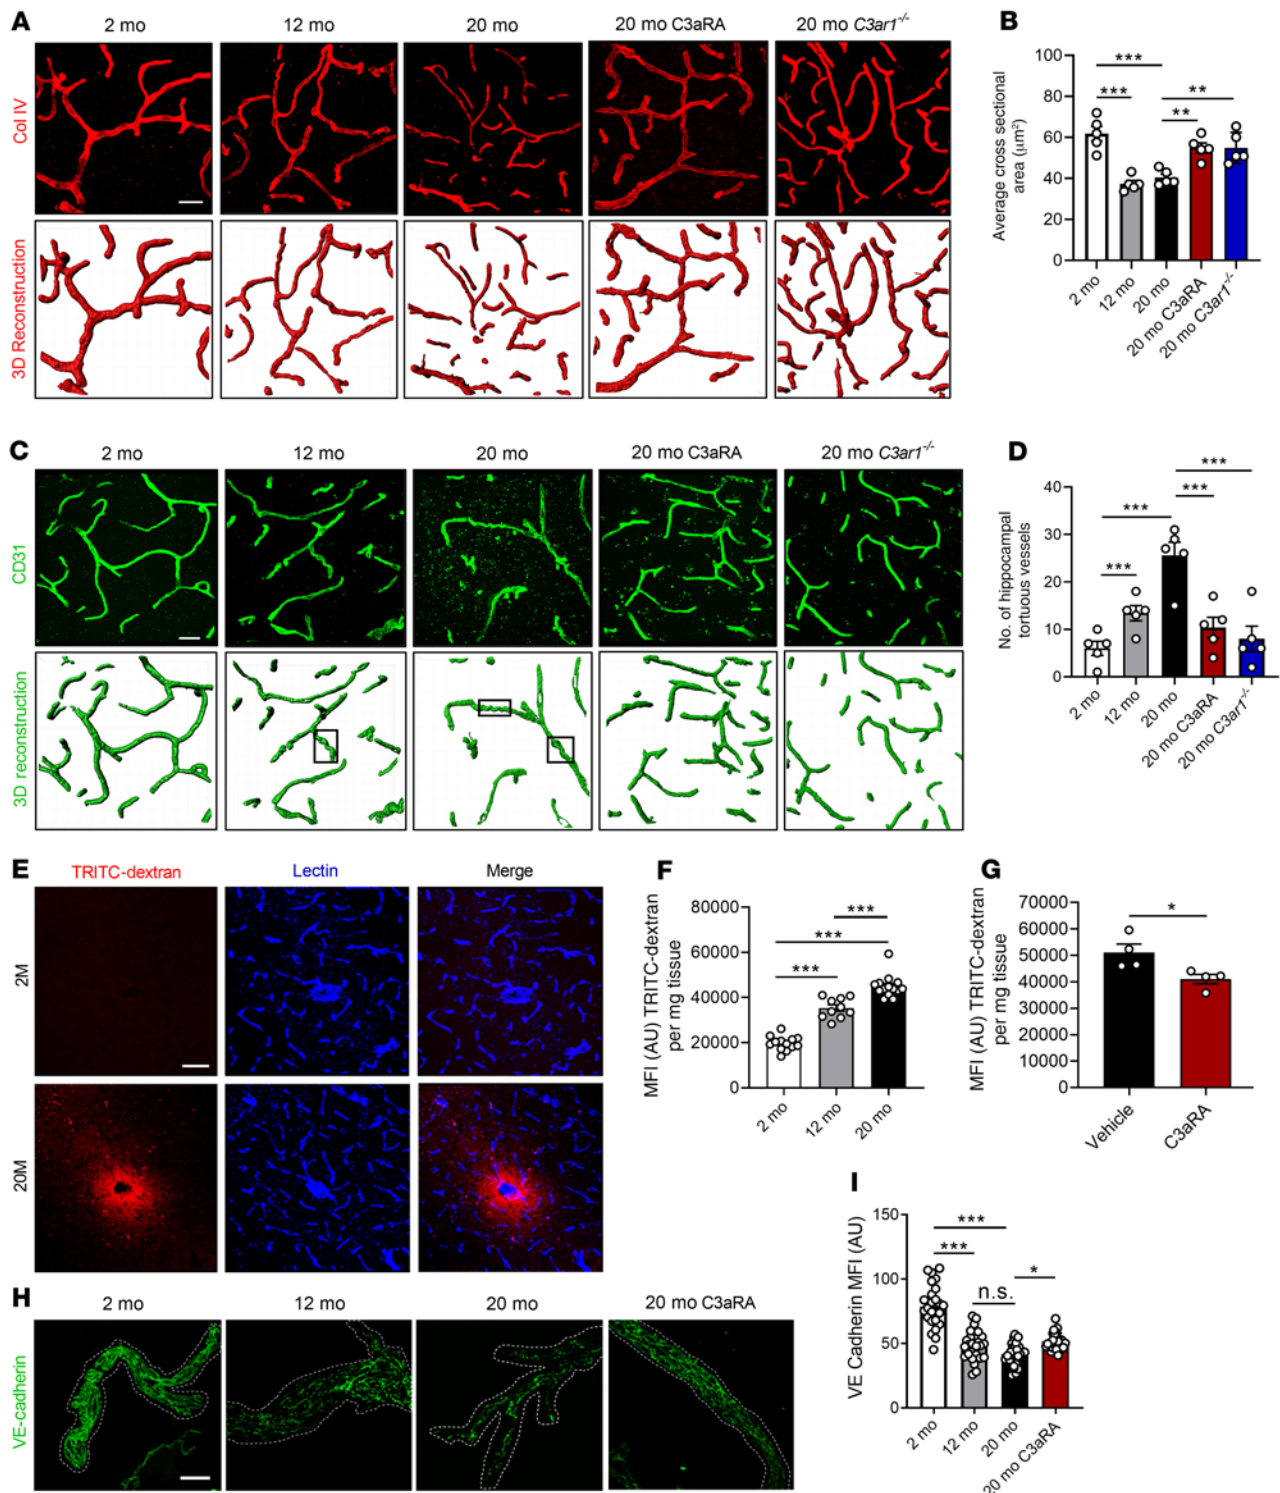 A
2 mo
12 mo
20 mo
20 mo C3aRA
20 mo C3ar1-/-
Col IV
3D Reconstruction
B
Average cross sectional
area (μm²)
100
80
60
40
20
0
***
***
**
**
2 mo
12 mo
20 mo
20 mo C3aRA
20 mo C3ar1-/-
C
2 mo
12 mo
20 mo
20 mo C3aRA
20 mo C3ar1-/-
CD31
3D reconstruction
D
No. of hippocampal
tortuous vessels
40
30
20
10
0
***
***
***
***
2 mo
12 mo
20 mo
20 mo C3aRA
20 mo C3ar1-/-
E
TRITC-dextran
Lectin
Merge
2M
20M
F
MFI (AU) TRITC-dextran
per mg tissue
80000
60000
40000
20000
0
***
***
***
2 mo
12 mo
20 mo
G
MFI (AU) TRITC-dextran
per mg tissue
70000
60000
50000
40000
30000
20000
10000
0
*
Vehicle
C3aRA
H
2 mo
12 mo
20 mo
20 mo C3aRA
VE-cadherin
I
VE Cadherin MFI (AU)
150
100
50
0
***
***
*
n.s.
2 mo
12 mo
20 mo
20 mo C3aRA